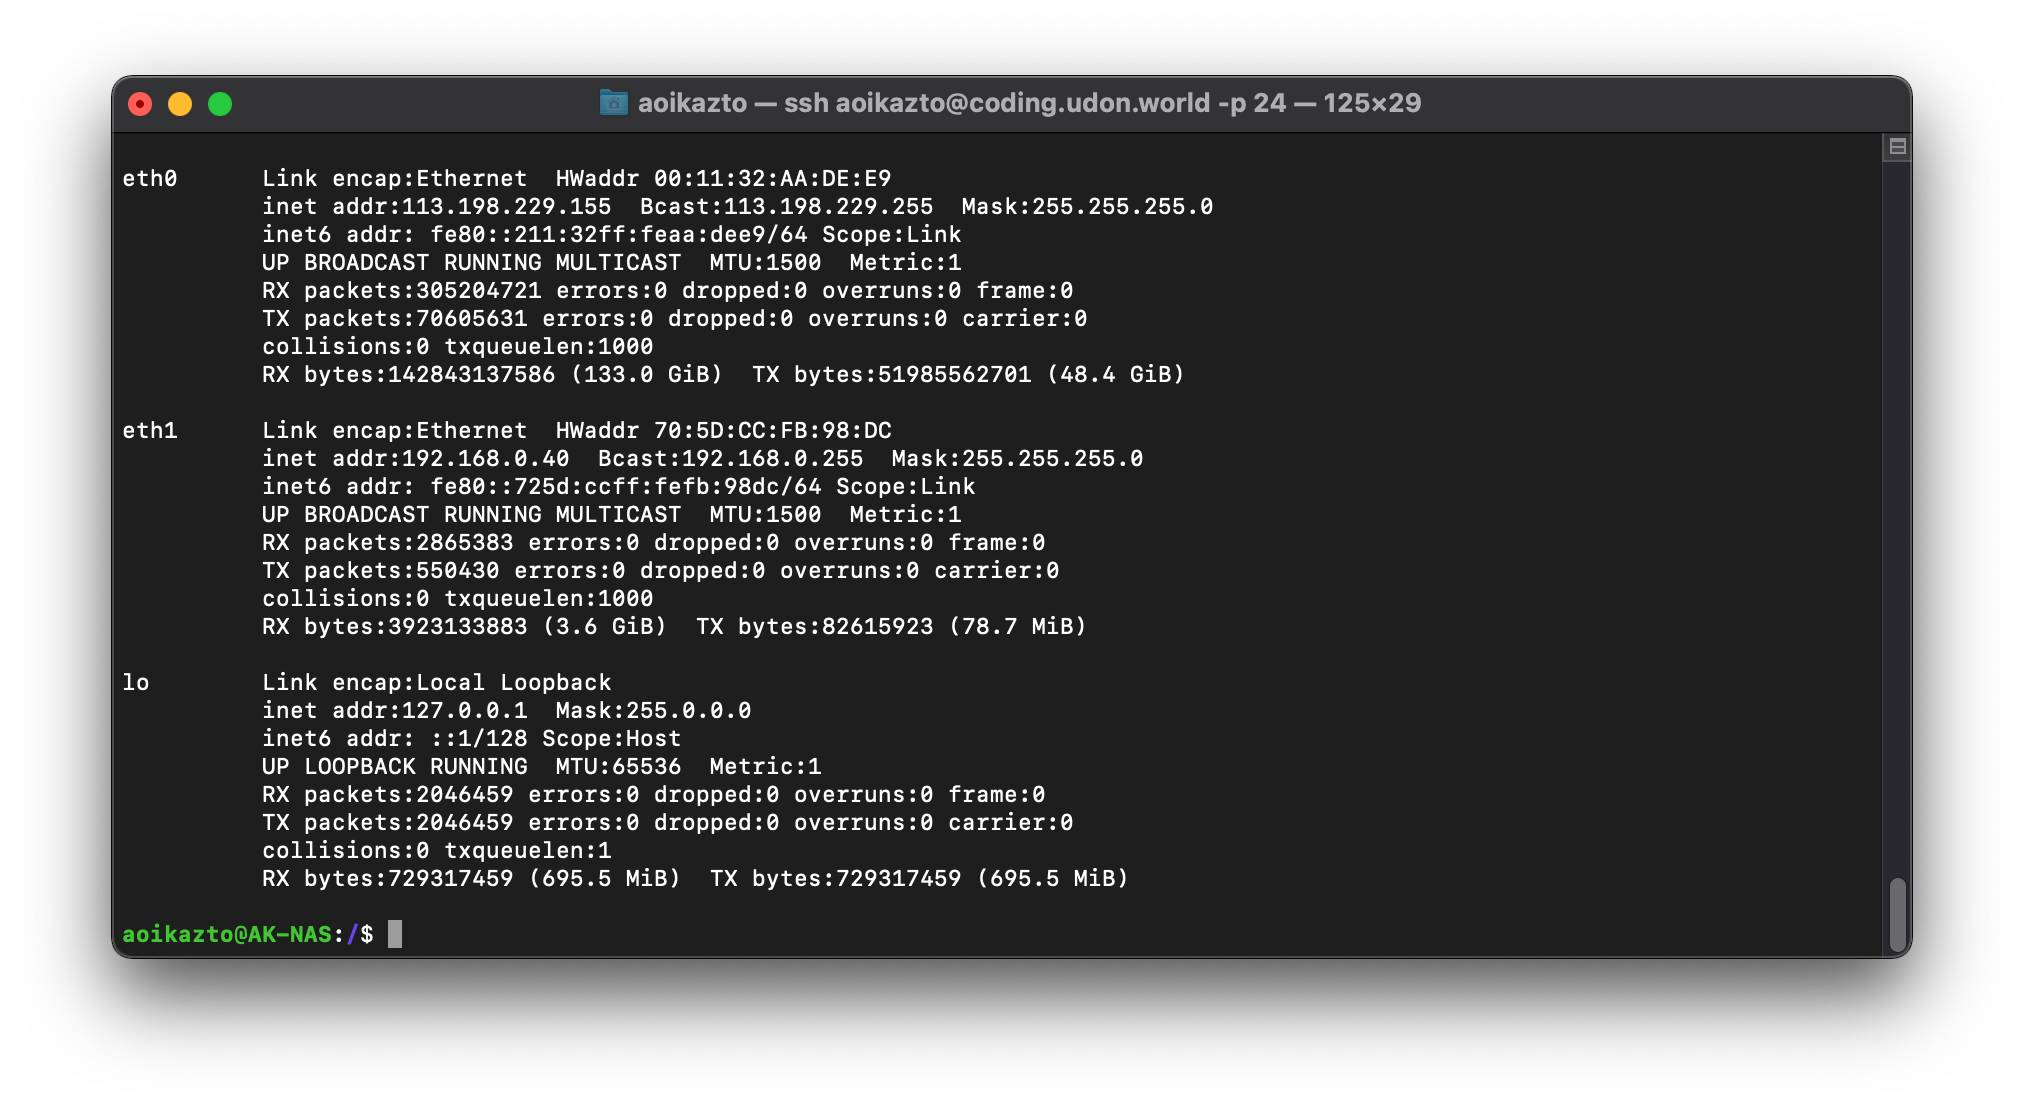 aoikazto — ssh aoikazto@coding.udon.world -p 24 — 125×29
eth0      Link encap:Ethernet  HWaddr 00:11:32:AA:DE:E9
          inet addr:113.198.229.155  Bcast:113.198.229.255  Mask:255.255.255.0
          inet6 addr: fe80::211:32ff:feaa:dee9/64 Scope:Link
          UP BROADCAST RUNNING MULTICAST  MTU:1500  Metric:1
          RX packets:305204721 errors:0 dropped:0 overruns:0 frame:0
          TX packets:70605631 errors:0 dropped:0 overruns:0 carrier:0
          collisions:0 txqueuelen:1000
          RX bytes:142843137586 (133.0 GiB)  TX bytes:51985562701 (48.4 GiB)
eth1      Link encap:Ethernet  HWaddr 70:5D:CC:FB:98:DC
          inet addr:192.168.0.40  Bcast:192.168.0.255  Mask:255.255.255.0
          inet6 addr: fe80::725d:ccff:fefb:98dc/64 Scope:Link
          UP BROADCAST RUNNING MULTICAST  MTU:1500  Metric:1
          RX packets:2865383 errors:0 dropped:0 overruns:0 frame:0
          TX packets:550430 errors:0 dropped:0 overruns:0 carrier:0
          collisions:0 txqueuelen:1000
          RX bytes:3923133883 (3.6 GiB)  TX bytes:82615923 (78.7 MiB)
lo        Link encap:Local Loopback
          inet addr:127.0.0.1  Mask:255.0.0.0
          inet6 addr: ::1/128 Scope:Host
          UP LOOPBACK RUNNING  MTU:65536  Metric:1
          RX packets:2046459 errors:0 dropped:0 overruns:0 frame:0
          TX packets:2046459 errors:0 dropped:0 overruns:0 carrier:0
          collisions:0 txqueuelen:1
          RX bytes:729317459 (695.5 MiB)  TX bytes:729317459 (695.5 MiB)
aoikazto@AK-NAS:/$